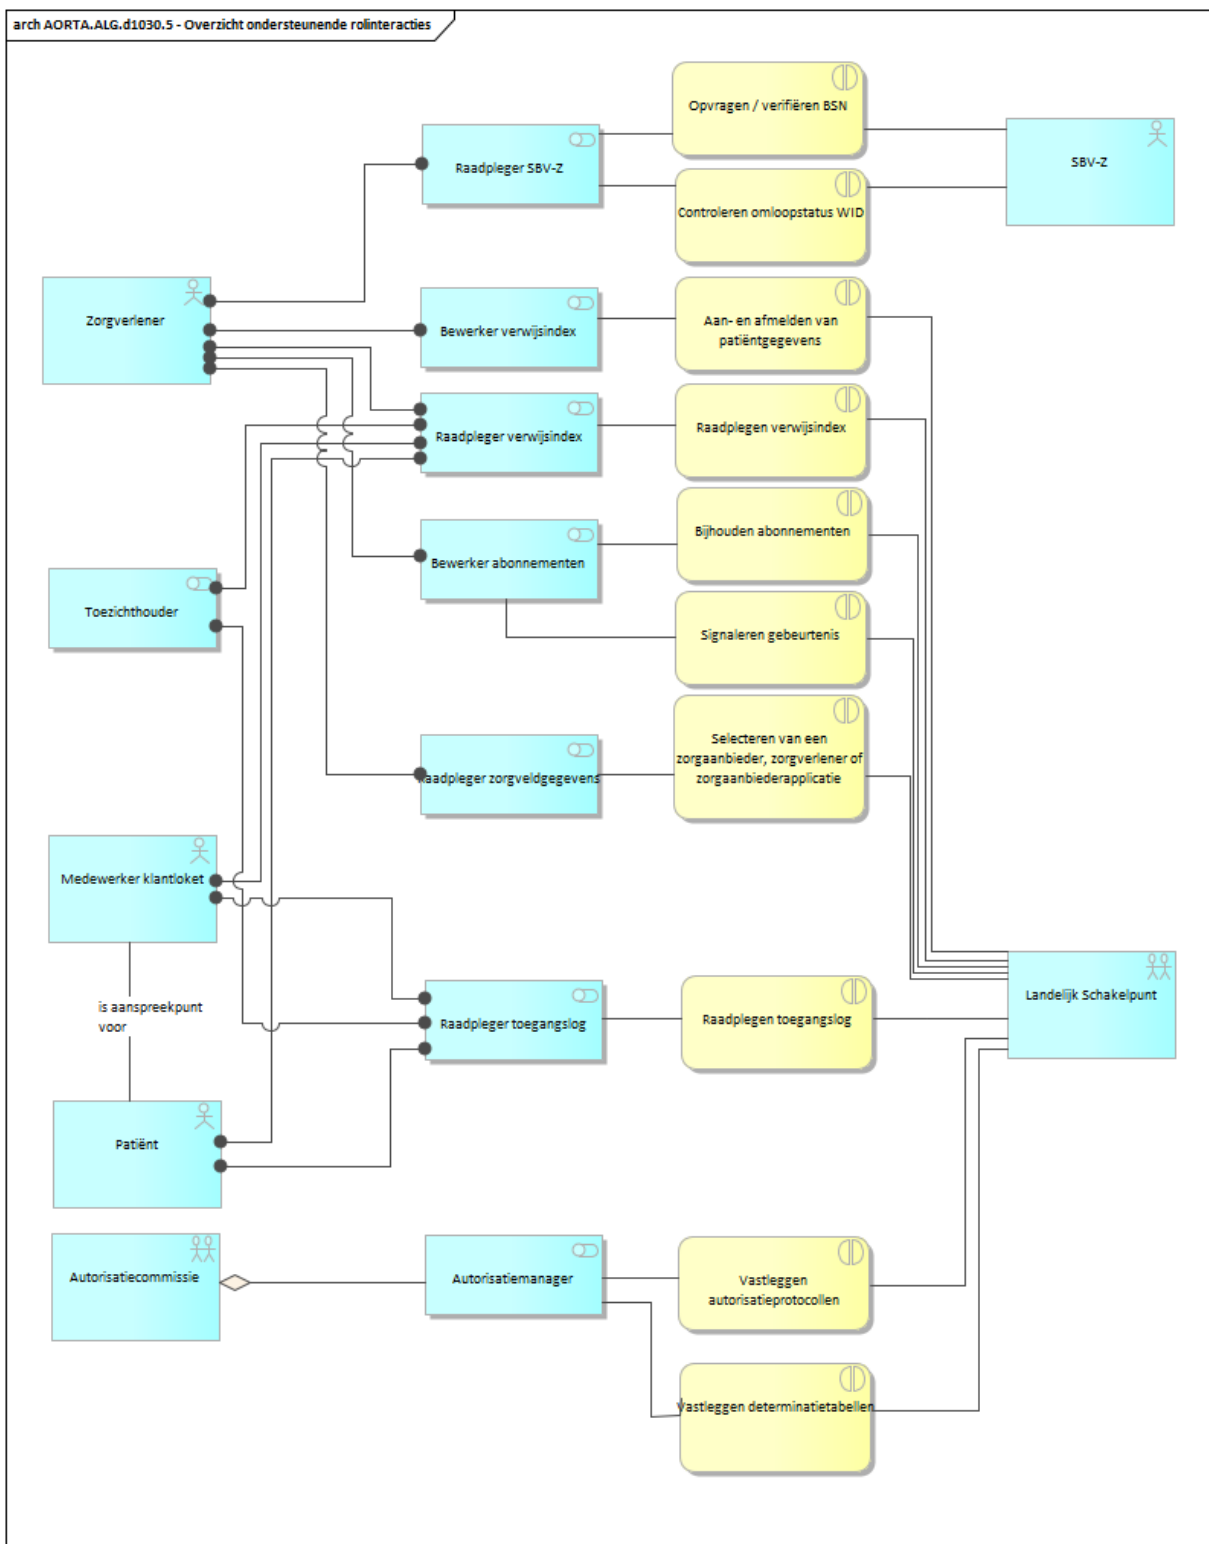 arch AORTA.ALG.d1030.5 - Overzicht ondersteunende rolinteracties
Opvragen / verifiëren BSN
Raadpleger SBV-Z
SBV-Z
Controleren omloopstatus WID
Zorgverlener
Bewerker verwijsindex
Aan- en afmelden van
patiëntgegevens
Raadpleger verwijsindex
Raadplegen verwijsindex
Bijhouden abonnementen
Bewerker abonnementen
Toezichthouder
Signaleren gebeurtenis
Selecteren van een
zorgaanbieder, zorgverlener of
zorgaanbiederapplicatie
Raadpleger zorgveldgegevens
Medewerker klantloket
is aanspreekpunt
voor
Landelijk Schakelpunt
Raadpleger toegangslog
Raadplegen toegangslog
Patiënt
Autorisatiecommissie
Autorisatiemanager
Vastleggen
autorisatieprotocollen
Vastleggen determinatietabellen